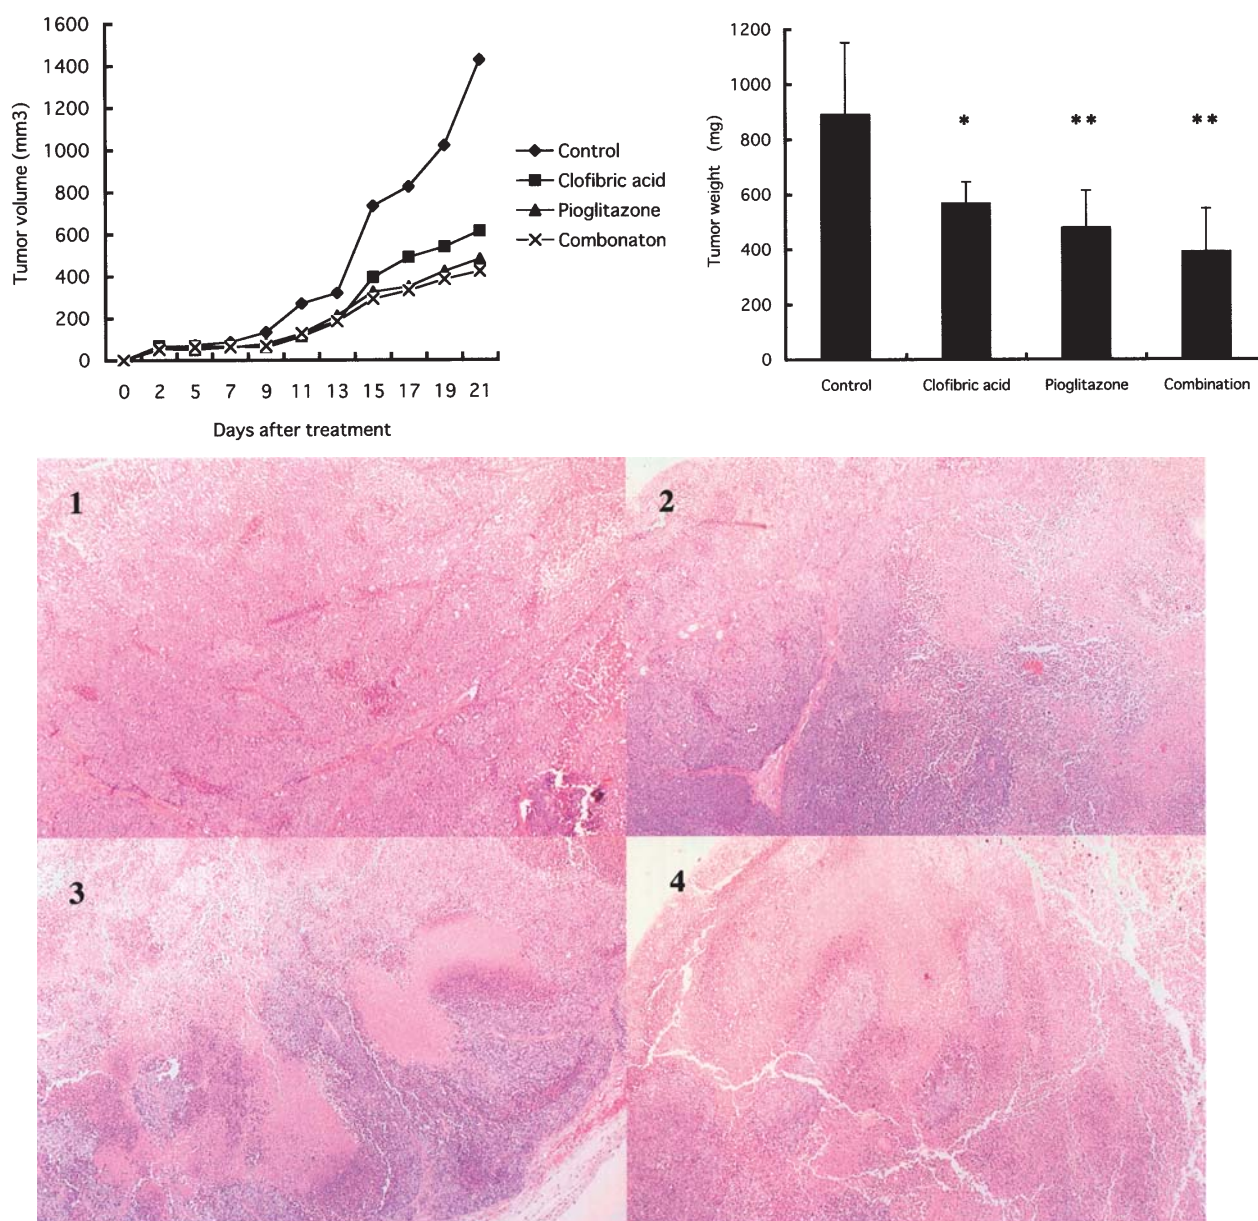 1600
1400
1200
1000
800
600
400
200
0
Tumor volume (mm3)
0 2 5 7 9 11 13 15 17 19 21
Days after treatment
Control
Clofibric acid
Pioglitazone
Combonaton
1200
1000
800
600
400
200
0
Tumor weight (mg)
*
**
**
Control Clofibric acid Pioglitazone Combination
1
2
3
4